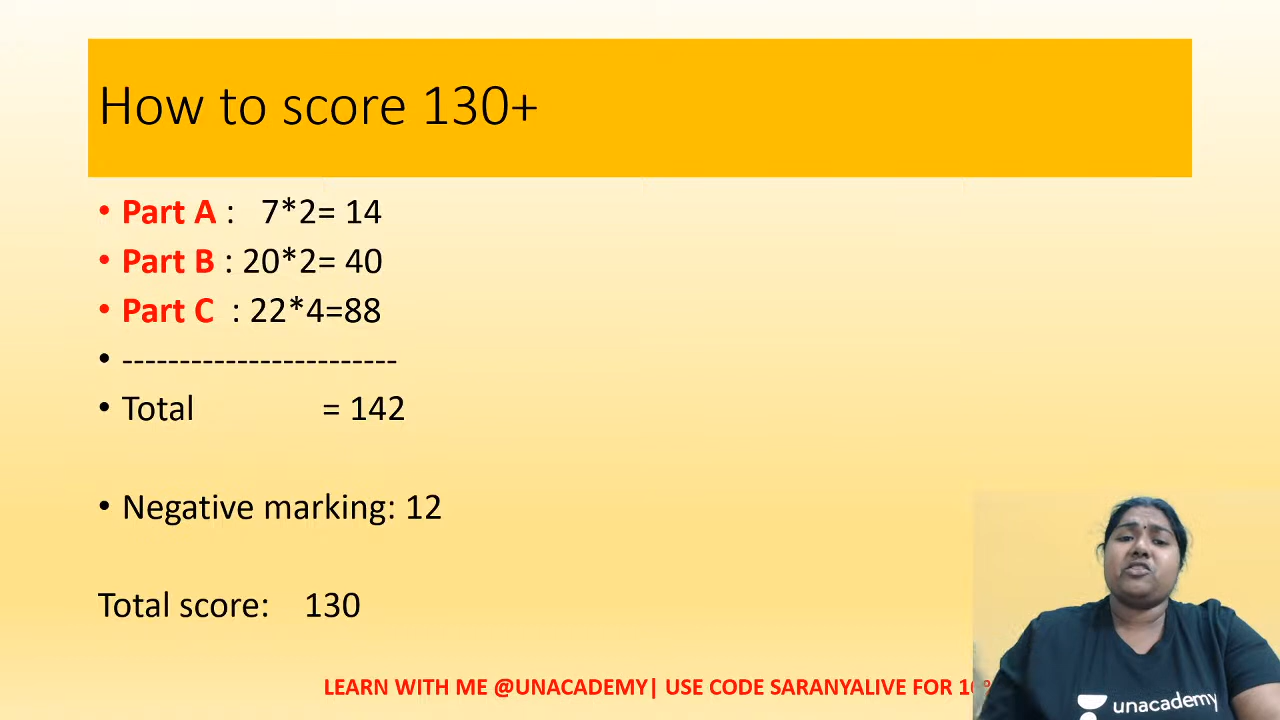 How to score 130+
• Part A : 7*2= 14
• Part B : 20*2= 40
• Part C : 22*4=88
• ------------------------
• Total = 142
• Negative marking: 12
Total score: 130
LEARN WITH ME @UNACADEMY| USE CODE SARANYALIVE FOR
unacademy